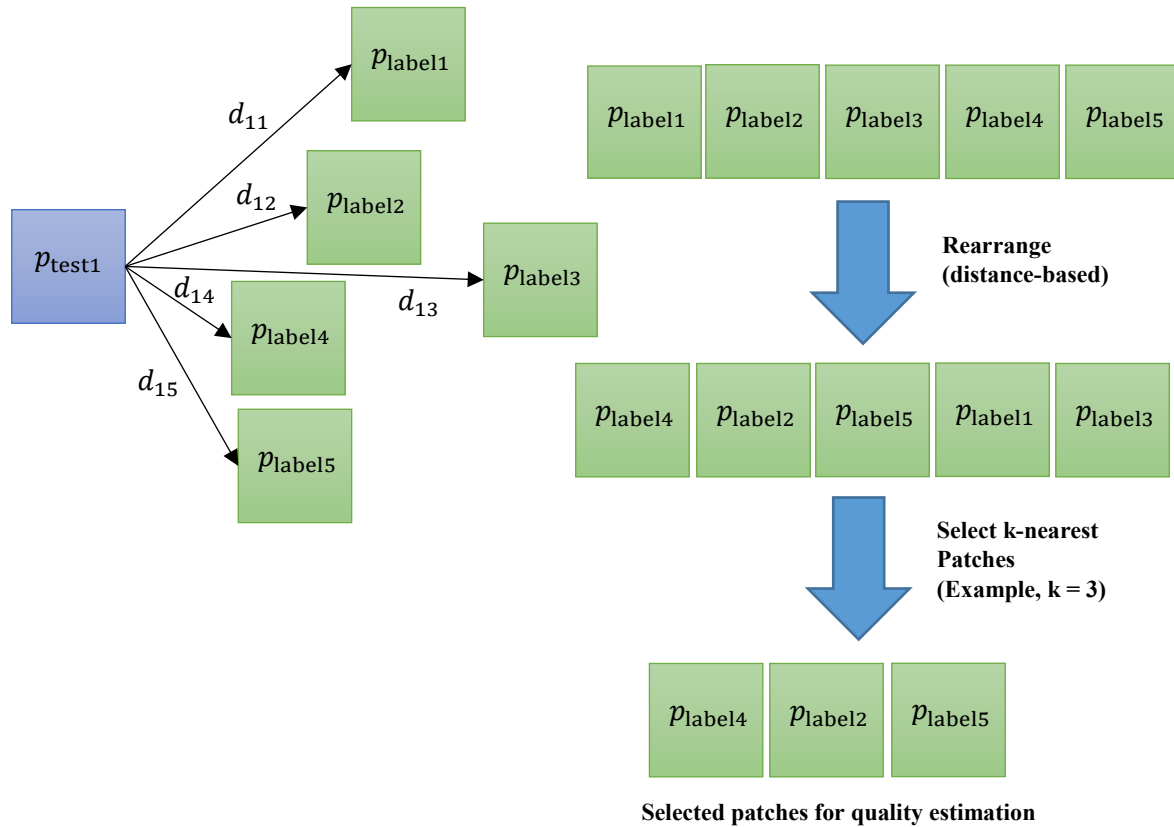 p_test1
d_11
d_12
d_13
d_14
d_15
p_label1
p_label2
p_label3
p_label4
p_label5
p_label1 p_label2 p_label3 p_label4 p_label5
Rearrange
(distance-based)
p_label4 p_label2 p_label5 p_label1 p_label3
Select k-nearest
Patches
(Example, k = 3)
p_label4 p_label2 p_label5
Selected patches for quality estimation